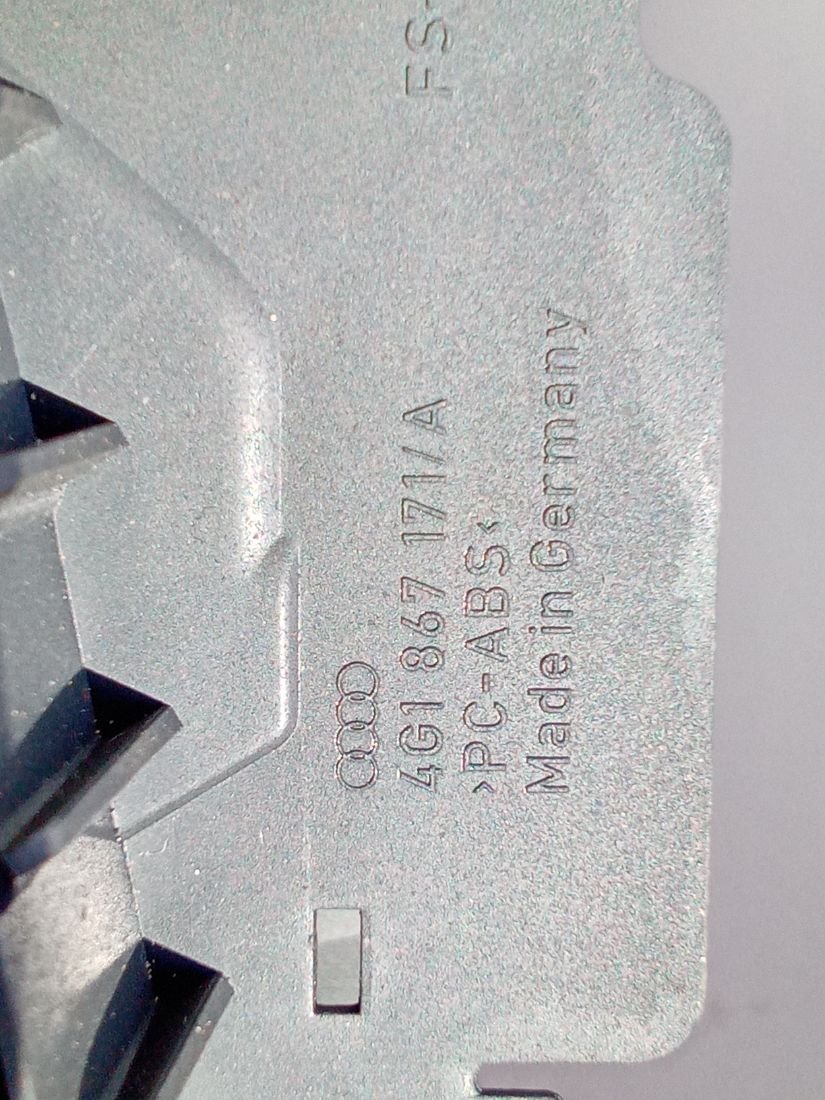 4G1 867 171/A
>PC-ABS<
Made in Germany
FS-